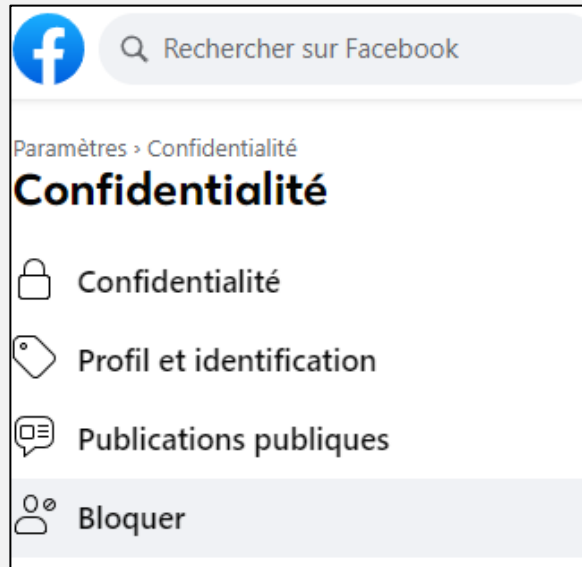 Rechercher sur Facebook
Paramètres › Confidentialité
Confidentialité
Confidentialité
Profil et identification
Publications publiques
Bloquer